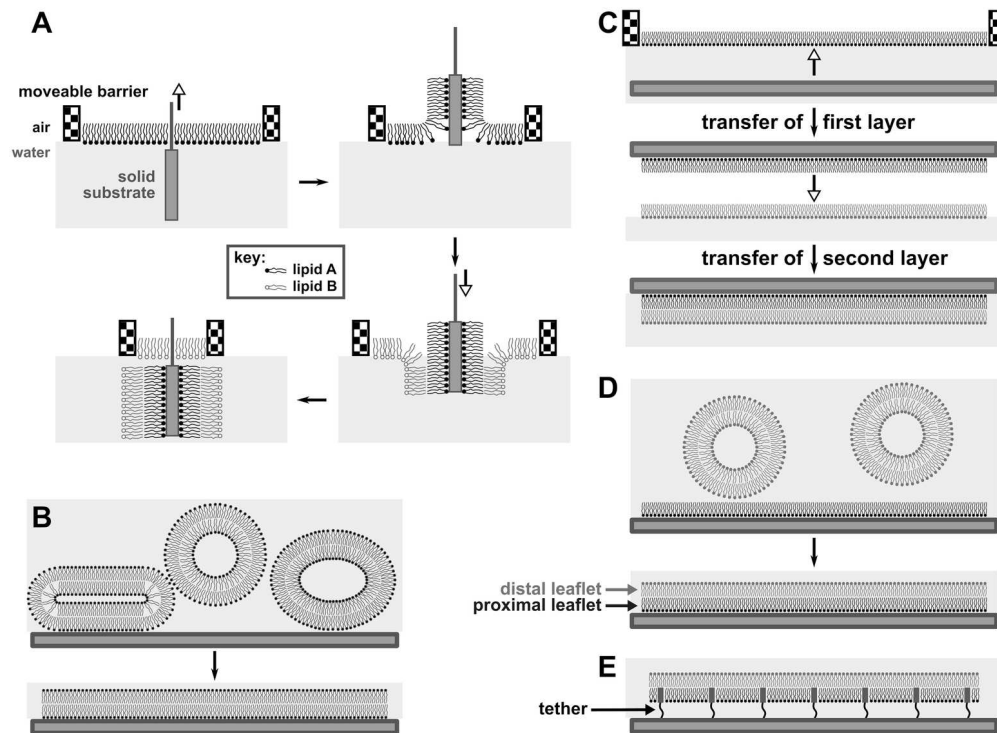 A
moveable barrier
air
water
solid
substrate
key:
lipid A
lipid B
B
C
transfer of first layer
transfer of second layer
D
distal leaflet
proximal leaflet
E
tether